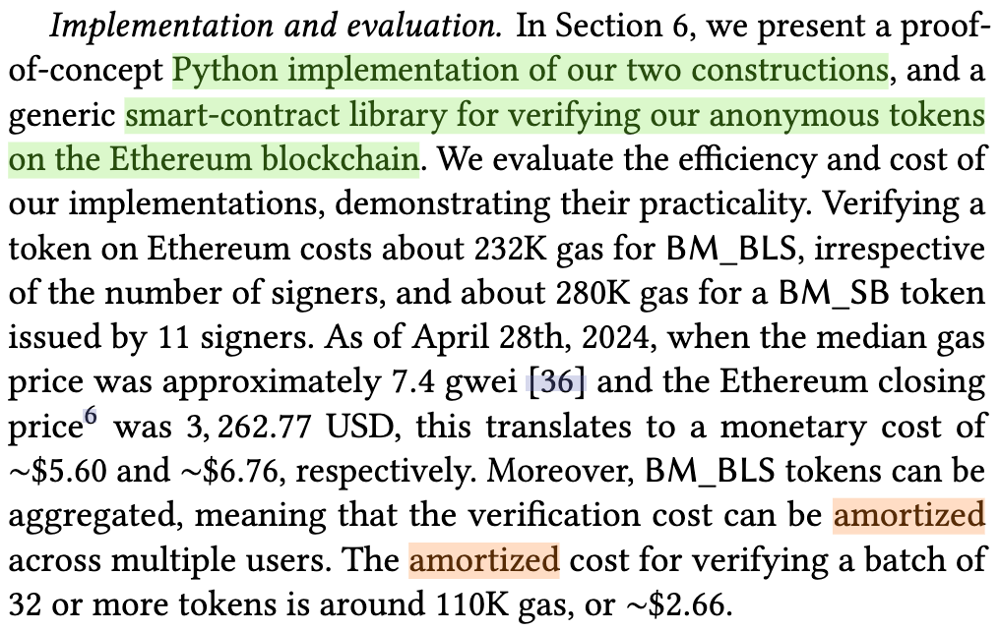 Implementation and evaluation. In Section 6, we present a proof-
of-concept Python implementation of our two constructions, and a
generic smart-contract library for verifying our anonymous tokens
on the Ethereum blockchain. We evaluate the efficiency and cost of
our implementations, demonstrating their practicality. Verifying a
token on Ethereum costs about 232K gas for BM_BLS, irrespective
of the number of signers, and about 280K gas for a BM_SB token
issued by 11 signers. As of April 28th, 2024, when the median gas
price was approximately 7.4 gwei [36] and the Ethereum closing
price⁶ was 3, 262.77 USD, this translates to a monetary cost of
~$5.60 and ~$6.76, respectively. Moreover, BM_BLS tokens can be
aggregated, meaning that the verification cost can be amortized
across multiple users. The amortized cost for verifying a batch of
32 or more tokens is around 110K gas, or ~$2.66.